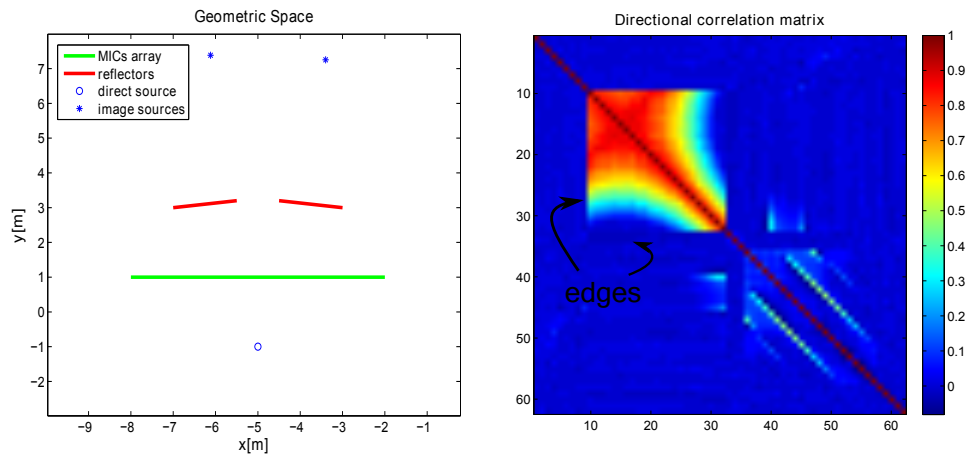 Geometric Space
MICs array
reflectors
direct source
image sources
7
6
5
4
3
2
1
0
−1
−2
y[m]
−9 −8 −7 −6 −5 −4 −3 −2 −1
x[m]
Directional correlation matrix
10
20
30
40
50
60
edges
10 20 30 40 50 60
1
0.9
0.8
0.7
0.6
0.5
0.4
0.3
0.2
0.1
0